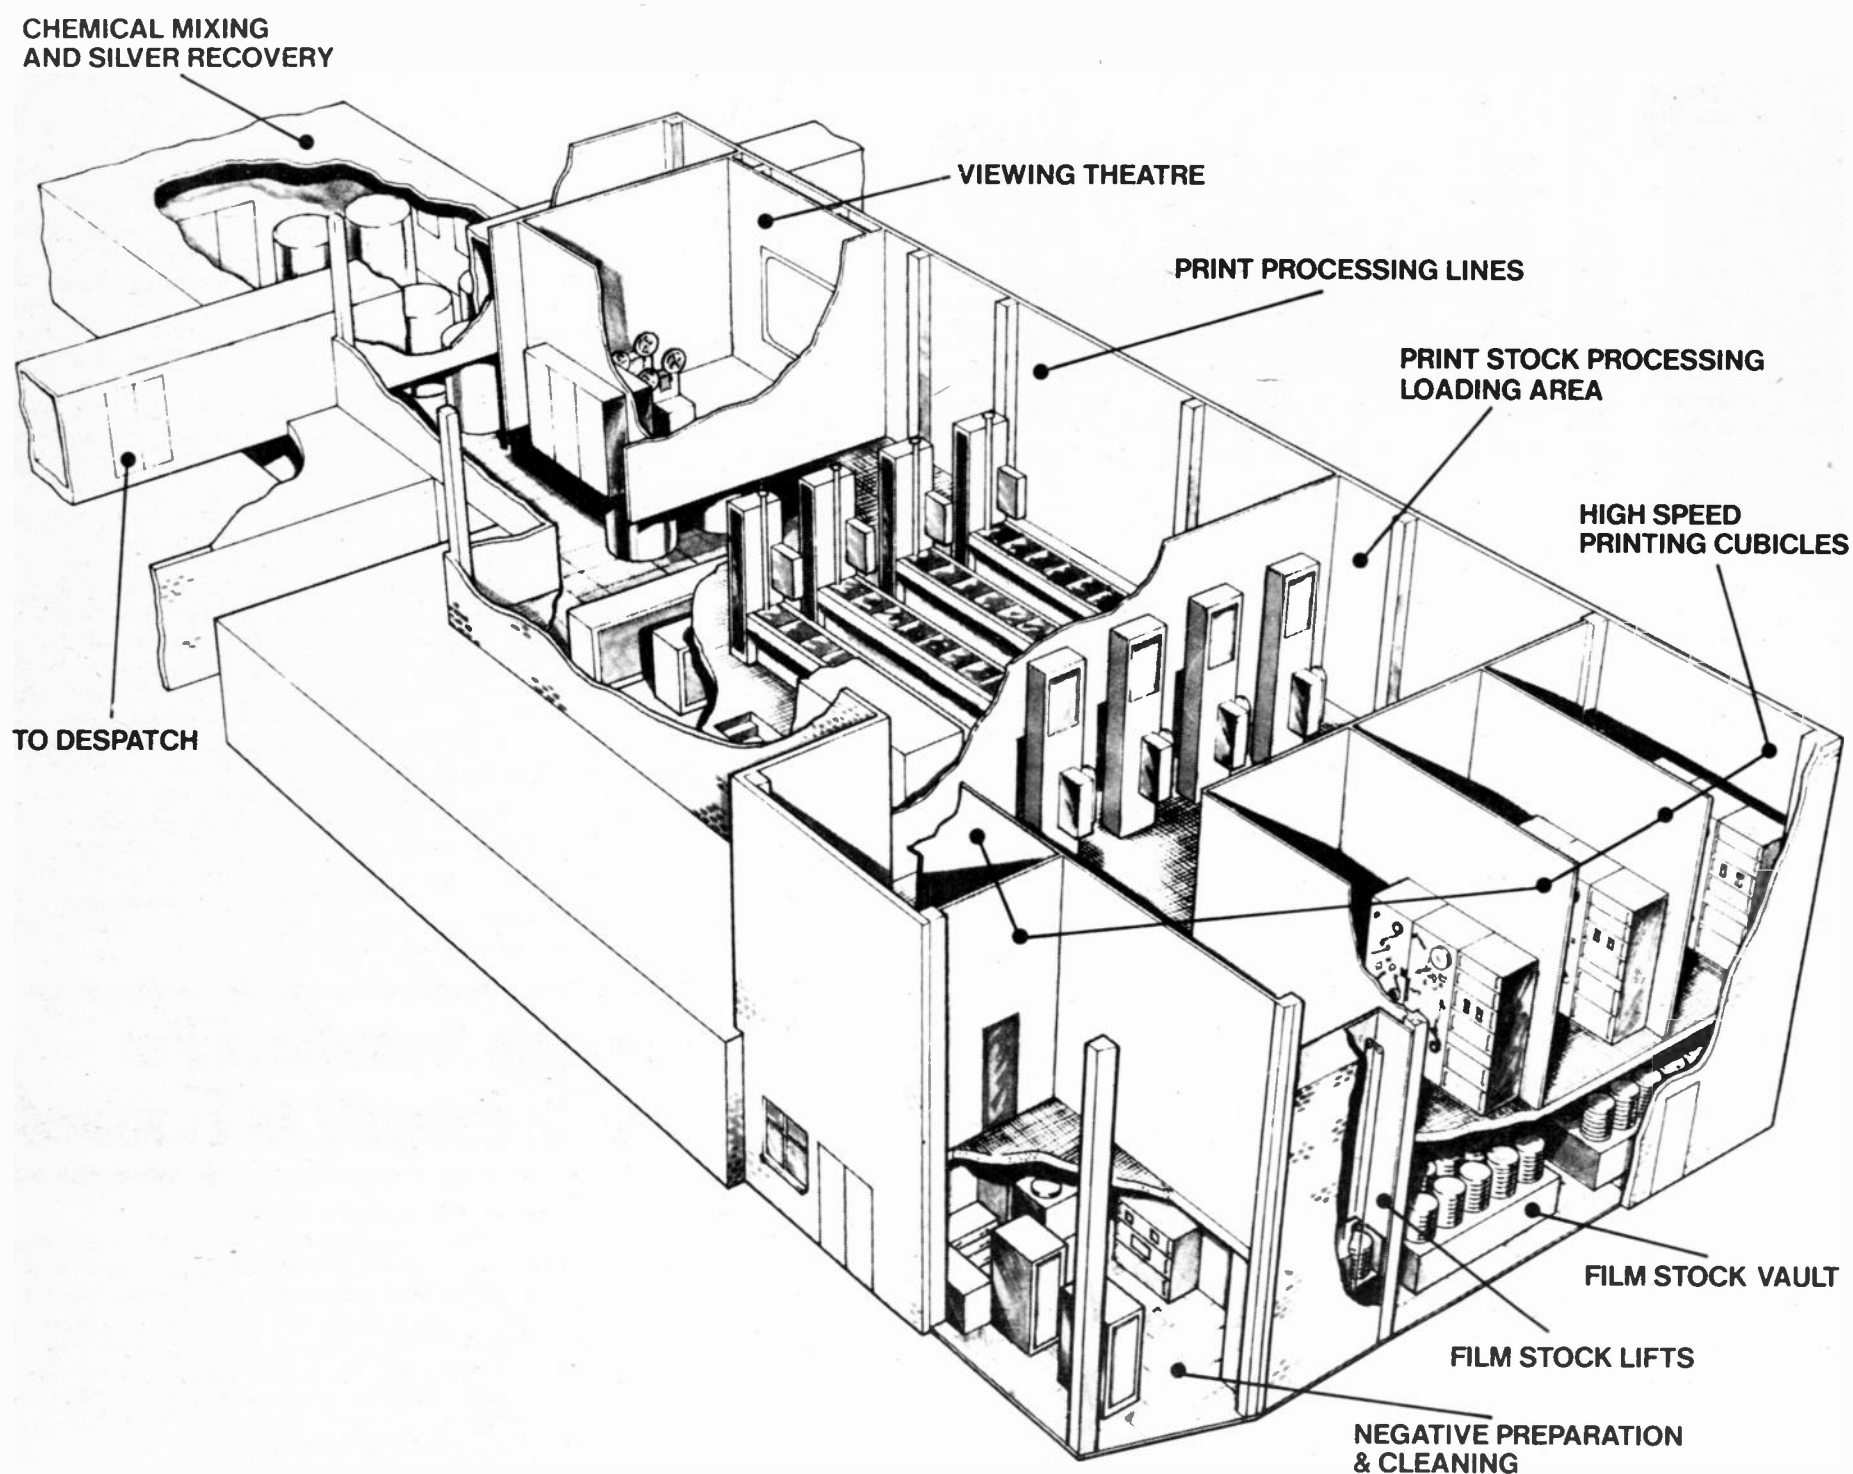 CHEMICAL MIXING
AND SILVER RECOVERY
VIEWING THEATRE
PRINT PROCESSING LINES
PRINT STOCK PROCESSING
LOADING AREA
HIGH SPEED
PRINTING CUBICLES
TO DESPATCH
FILM STOCK VAULT
FILM STOCK LIFTS
NEGATIVE PREPARATION
& CLEANING